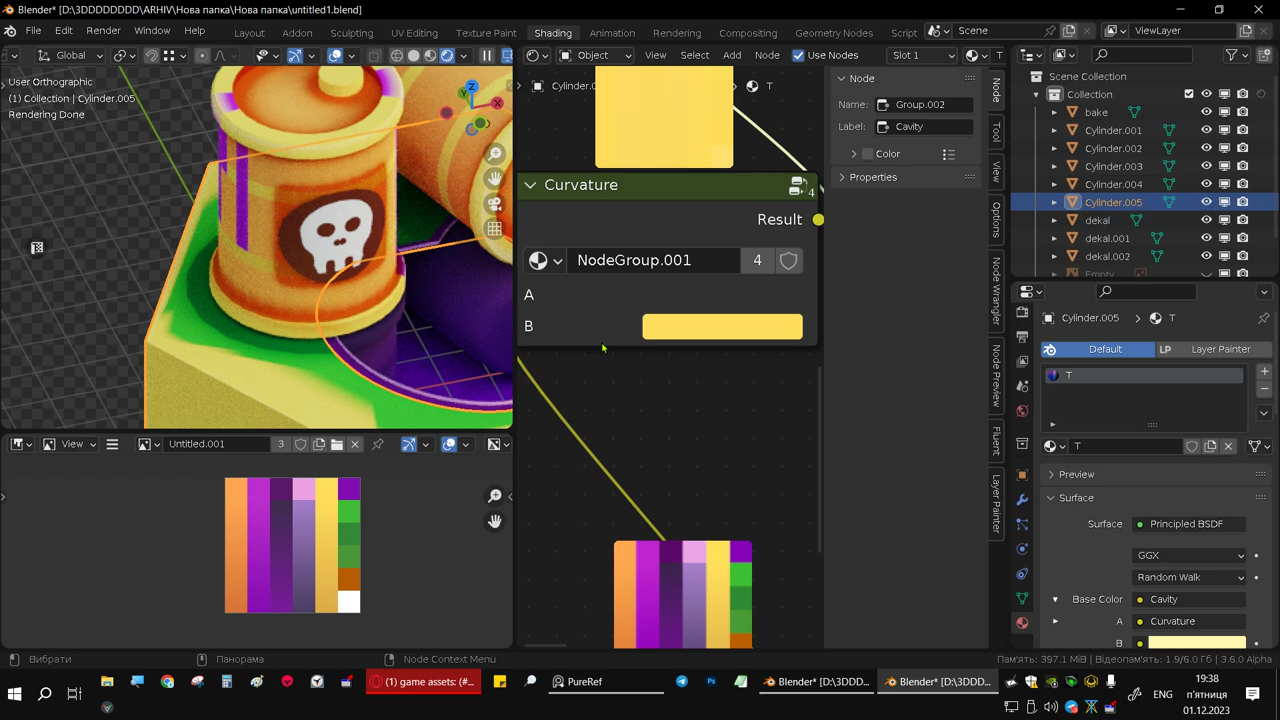 Blender* [D:\3DDDDDDDD\ARHIV\Нова папка\Нова папка\untitled1.blend]
File Edit Render Window Help Layout Anodon Sculpting UV Editing Texture Paint Shading Animation Rendering Compositing Geometry Nodes Scripting Scene ViewLayer
Global
Object View Select Add Node Use Nodes Slot 1
User Orthographic
(1) Collection | Cylinder.005
Rendering Done
Z
X
Y
T
Curvature
4
Result
NodeGroup.001 4
A
B
Node
Name: Group.002
Label: Cavity
Color
Properties
Node
Tool
View
Options
Node Wrangler
Node Preview
Fluent
Layer Painter
Scene Collection
Collection
bake
Cylinder.001
Cylinder.002
Cylinder.003
Cylinder.004
Cylinder.005
dekal
dekal.001
dekal.002
Empty
Cylinder.005 T
Default LP Layer Painter
T
T
Preview
Surface
Surface Principled BSDF
GGX
Random Walk
Base Color Cavity
A Curvature
B
View Untitled.001 3
Вибрати Панорама Node Context Menu Пам'ять: 397.1 MiB | Відеопам'ять: 1.9/6.0 Гб | 3.6.0 Alpha
(1) game assets: (#... PureRef Blender* [D:\3DDD... Blender* [D:\3DDD...
ENG
19:38
п'ятниця
01.12.2023